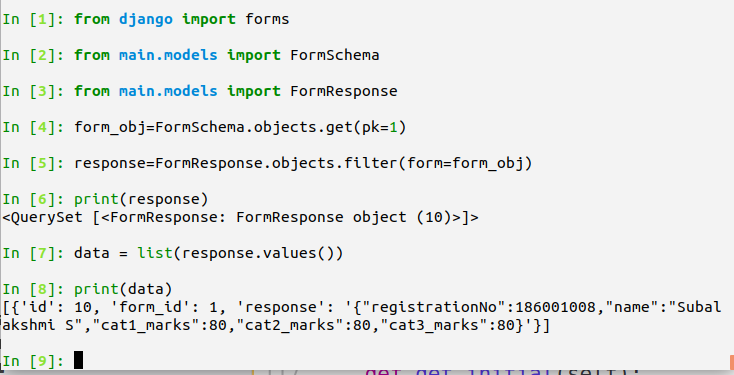 In [1]: from django import forms
In [2]: from main.models import FormSchema
In [3]: from main.models import FormResponse
In [4]: form_obj=FormSchema.objects.get(pk=1)
In [5]: response=FormResponse.objects.filter(form=form_obj)
In [6]: print(response)
<QuerySet [<FormResponse: FormResponse object (10)>]>
In [7]: data = list(response.values())
In [8]: print(data)
[{'id': 10, 'form_id': 1, 'response': '{"registrationNo":186001008,"name":"Subal
akshmi S","cat1_marks":80,"cat2_marks":80,"cat3_marks":80}'}]
In [9]:
def def_initial(self):